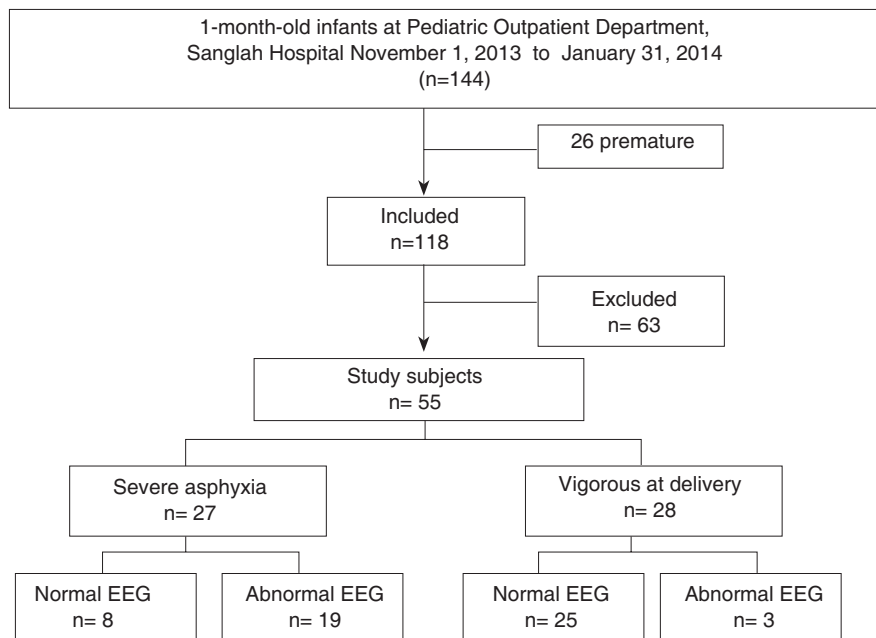 1-month-old infants at Pediatric Outpatient Department,
Sanglah Hospital November 1, 2013 to January 31, 2014
(n=144)
26 premature
Included
n=118
Excluded
n= 63
Study subjects
n= 55
Severe asphyxia
n= 27
Vigorous at delivery
n= 28
Normal EEG
n= 8
Abnormal EEG
n= 19
Normal EEG
n= 25
Abnormal EEG
n= 3